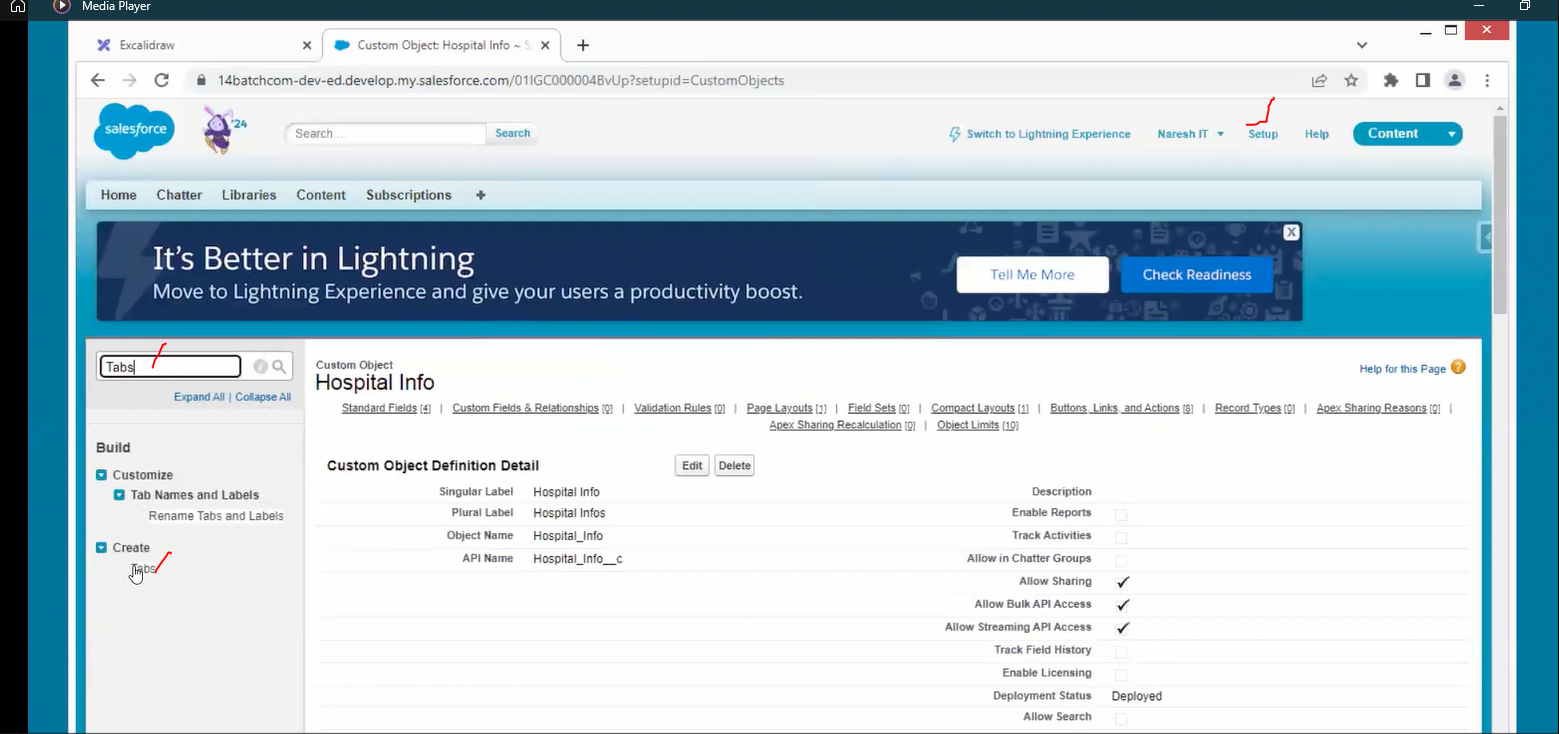 Media Player
Excalidraw
Custom Object: Hospital Info ~ S
14batchcom-dev-ed.develop.my.salesforce.com/01IGC000004BvUp?setupid=CustomObjects
salesforce
'24
Search...
Search
Switch to Lightning Experience
Naresh IT
Setup
Help
Content
Home Chatter Libraries Content Subscriptions +
It's Better in Lightning
Move to Lightning Experience and give your users a productivity boost.
Tell Me More
Check Readiness
X
Tabs
Expand All | Collapse All
Build
Customize
Tab Names and Labels
Rename Tabs and Labels
Create
Tabs
Custom Object
Hospital Info
Help for this Page ?
Standard Fields [4] | Custom Fields & Relationships [0] | Validation Rules [0] | Page Layouts [1] | Field Sets [0] | Compact Layouts [1] | Buttons, Links, and Actions [8] | Record Types [0] | Apex Sharing Reasons [0] |
Apex Sharing Recalculation [0] | Object Limits [10]
Custom Object Definition Detail
Edit
Delete
Singular Label Hospital Info
Description
Plural Label Hospital Infos
Enable Reports
Object Name Hospital_Info
Track Activities
API Name Hospital_Info__c
Allow in Chatter Groups
Allow Sharing
Allow Bulk API Access
Allow Streaming API Access
Track Field History
Enable Licensing
Deployment Status Deployed
Allow Search